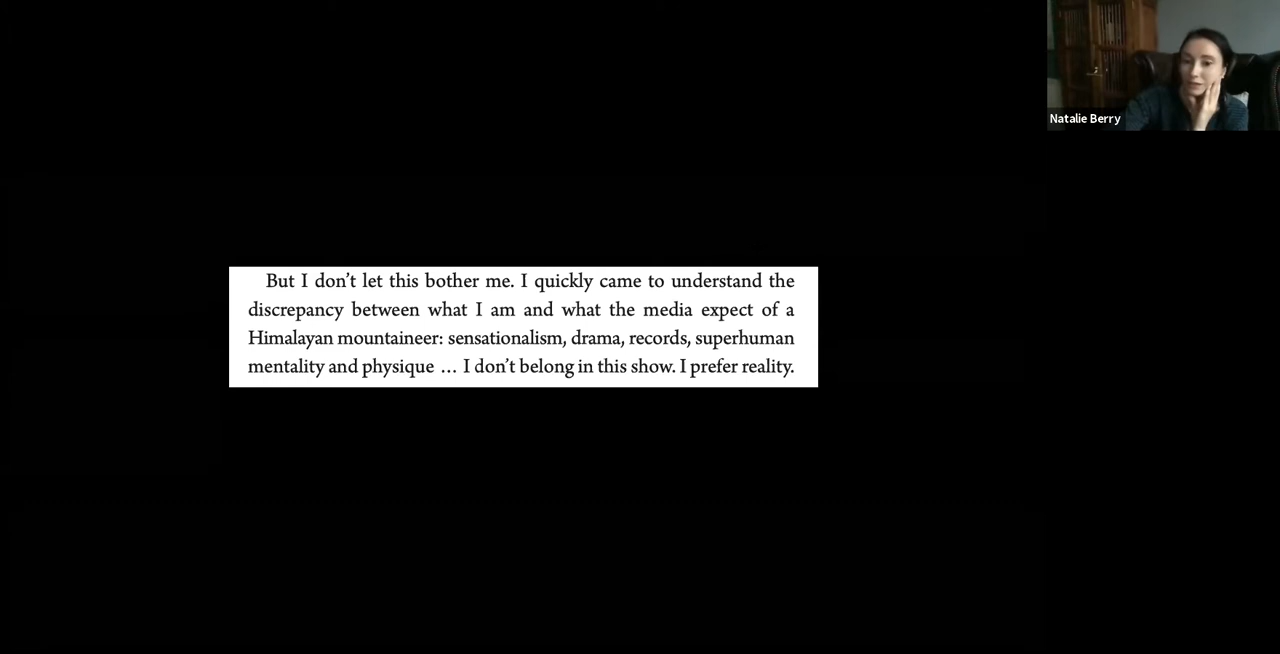 Natalie Berry
But I don’t let this bother me. I quickly came to understand the
discrepancy between what I am and what the media expect of a
Himalayan mountaineer: sensationalism, drama, records, superhuman
mentality and physique … I don’t belong in this show. I prefer reality.